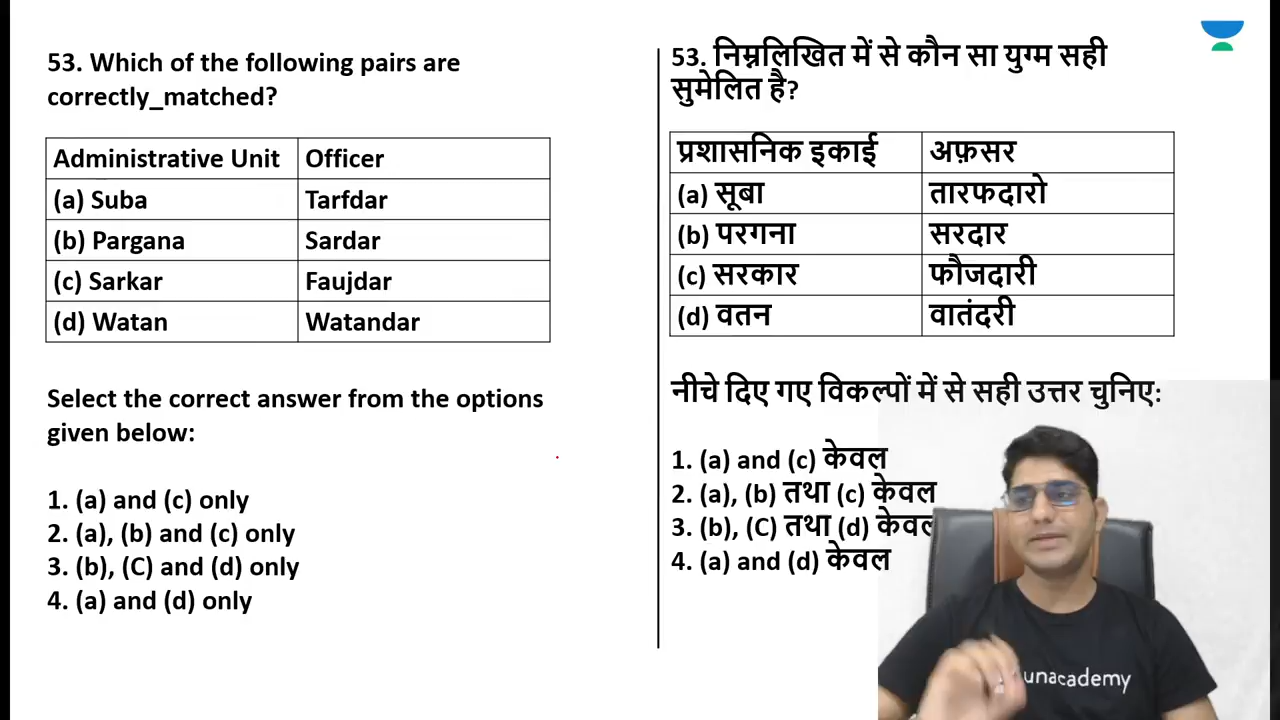 53. Which of the following pairs are
correctly_matched?
Administrative Unit Officer
(a) Suba Tarfdar
(b) Pargana Sardar
(c) Sarkar Faujdar
(d) Watan Watandar
Select the correct answer from the options
given below:
1. (a) and (c) only
2. (a), (b) and (c) only
3. (b), (C) and (d) only
4. (a) and (d) only
53. निम्नलिखित में से कौन सा युग्म सही
सुमेलित है?
प्रशासनिक इकाई अफ़सर
(a) सूबा तारफदारो
(b) परगना सरदार
(c) सरकार फौजदारी
(d) वतन वातंदरी
नीचे दिए गए विकल्पों में से सही उत्तर चुनिए:
1. (a) and (c) केवल
2. (a), (b) तथा (c) केवल
3. (b), (C) तथा (d) केवल
4. (a) and (d) केवल
unacademy